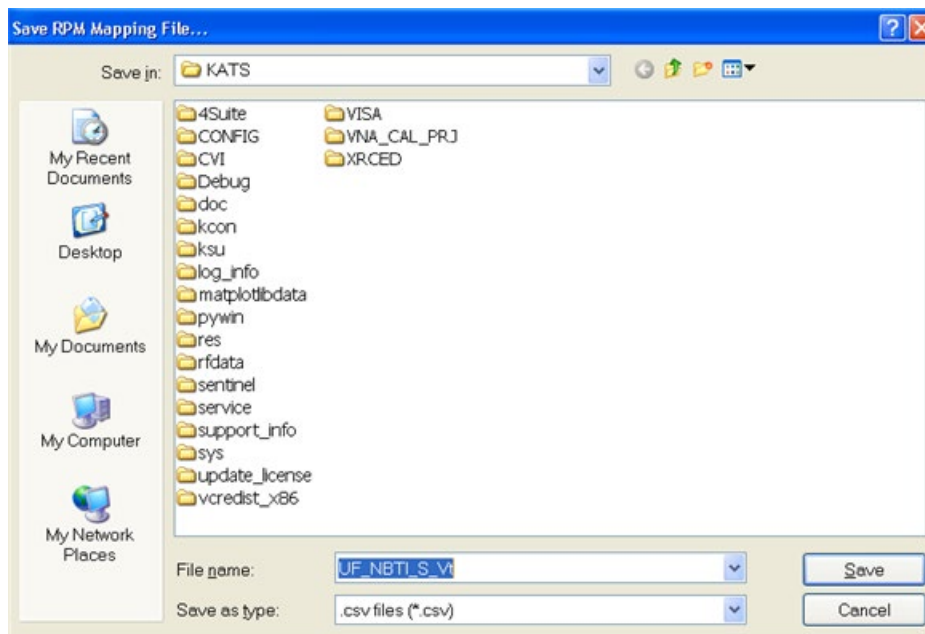 Save RPM Mapping File...
Save in: KATS
My Recent
Documents
Desktop
My Documents
My Computer
My Network
Places
4Suite
CONFIG
CVI
Debug
doc
kcon
ksu
log_info
matplotlibdata
pywin
res
rfdata
sentinel
service
support_info
sys
update_license
vcredist_x86
VISA
VNA_CAL_PRJ
XRCED
File name: UF_NBTI_S_Vt
Save
Save as type: .csv files (*.csv)
Cancel